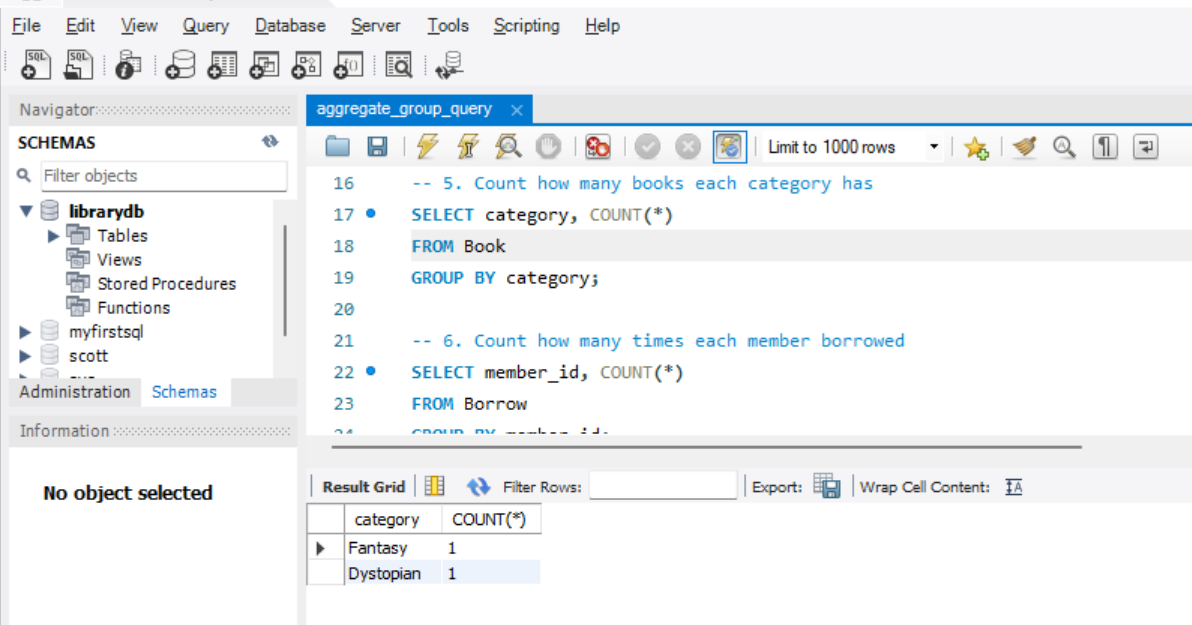 File Edit View Query Database Server Tools Scripting Help
Navigator
SCHEMAS
Filter objects
librarydb
Tables
Views
Stored Procedures
Functions
myfirstsql
scott
Administration Schemas
Information
No object selected
aggregate_group_query
Limit to 1000 rows
16 -- 5. Count how many books each category has
17 SELECT category, COUNT(*)
18 FROM Book
19 GROUP BY category;
20
21 -- 6. Count how many times each member borrowed
22 SELECT member_id, COUNT(*)
23 FROM Borrow
24 GROUP BY member_id;
Result Grid Filter Rows: Export: Wrap Cell Content:
category COUNT(*)
Fantasy 1
Dystopian 1